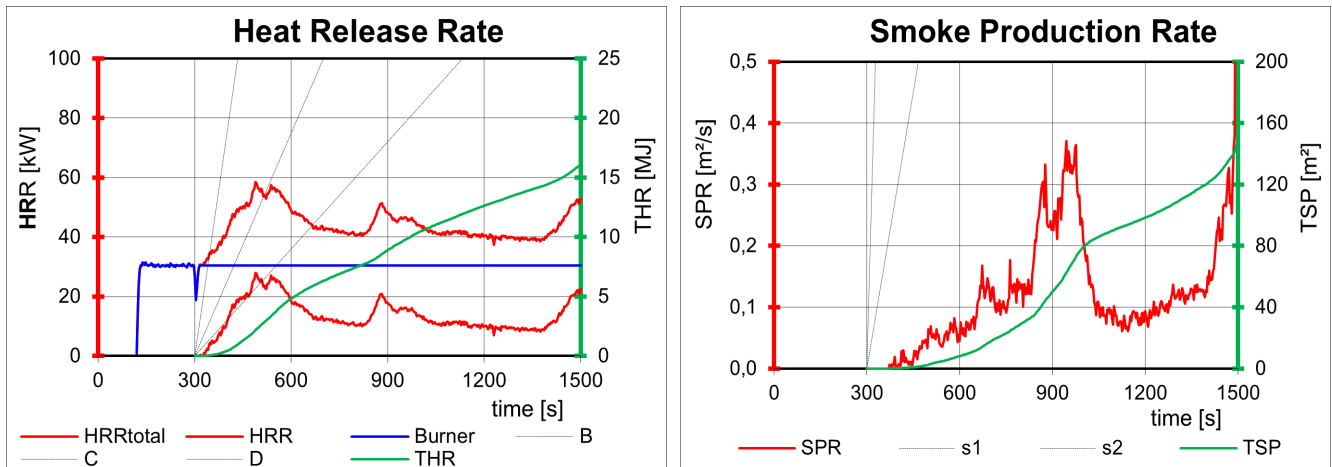 Heat Release Rate
100
80
60
40
20
0
HRR [kW]
25
20
15
10
5
0
THR [MJ]
0 300 600 900 1200 1500
time [s]
HRRtotal HRR Burner B
C D THR
Smoke Production Rate
0,5
0,4
0,3
0,2
0,1
0,0
SPR [m²/s]
200
160
120
80
40
0
TSP [m²]
0 300 600 900 1200 1500
time [s]
SPR s1 s2 TSP